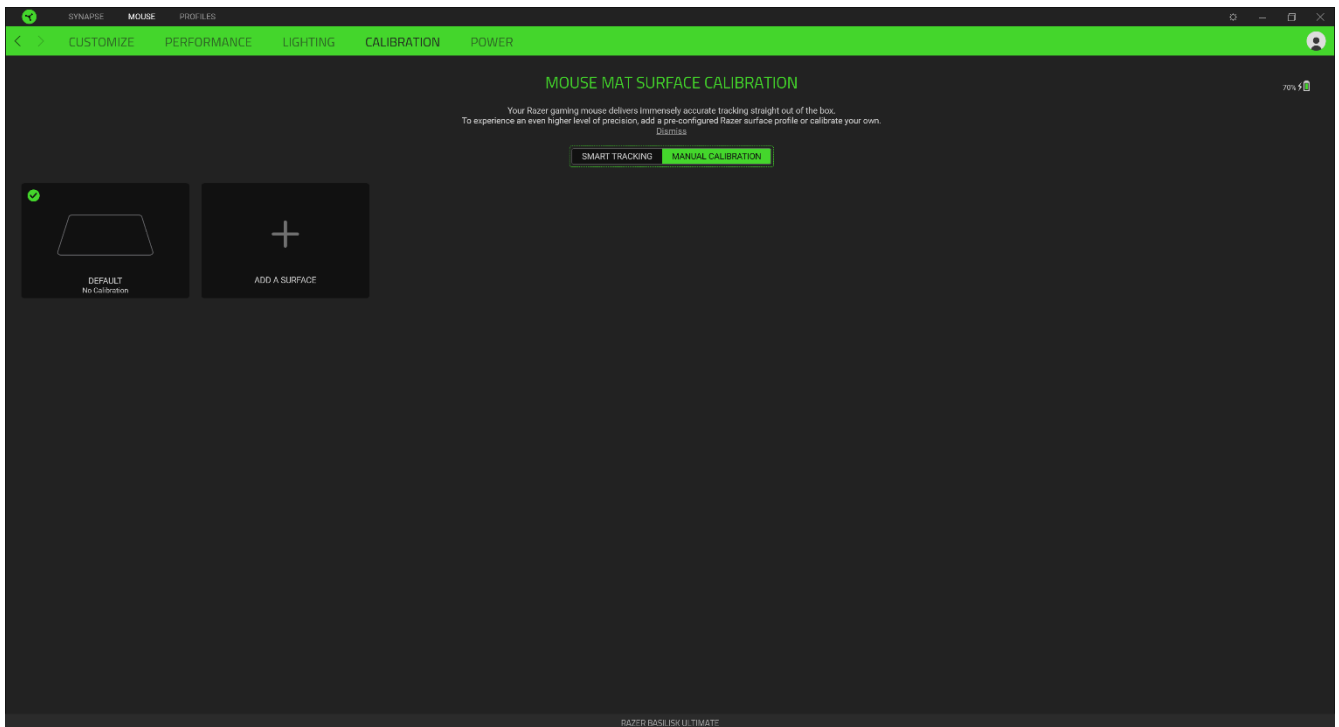 SYNAPSE MOUSE PROFILES
CUSTOMIZE PERFORMANCE LIGHTING CALIBRATION POWER
MOUSE MAT SURFACE CALIBRATION
70%
Your Razer gaming mouse delivers immensely accurate tracking straight out of the box.
To experience an even higher level of precision, add a pre-configured Razer surface profile or calibrate your own.
Dismiss
SMART TRACKING MANUAL CALIBRATION
DEFAULT
No Calibration
ADD A SURFACE
RAZER BASILISK ULTIMATE